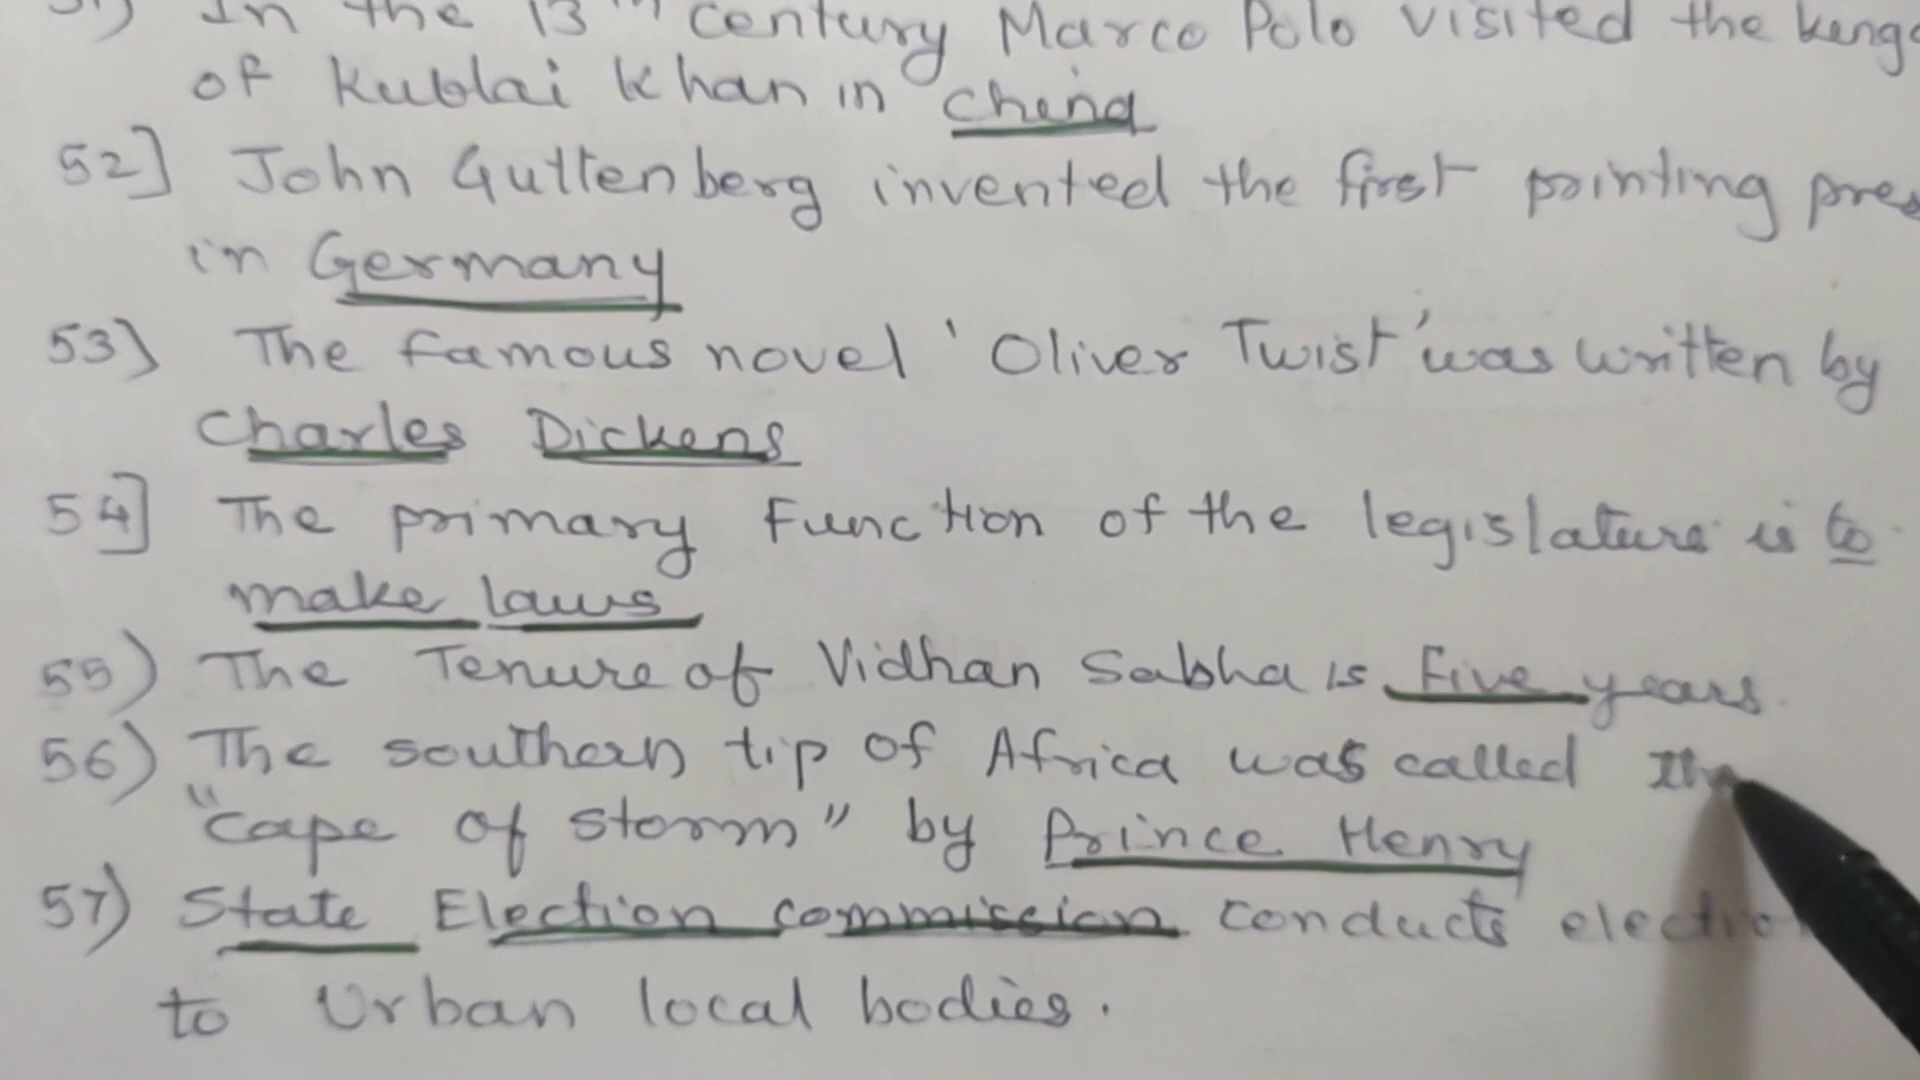 In the 13th century Marco Polo visited the
of Kublai Khan in China
52] John Guttenberg invented the first printing
in Germany
53) The famous novel 'Oliver Twist' was written by
Charles Dickens
54] The primary Function of the legislature is to
make laws
55) The Tenure of Vidhan Sabha is five years.
56) The southern tip of Africa was called
"cape of storm" by Prince Henry
57) State Election commission conducts
to Urban local bodies.